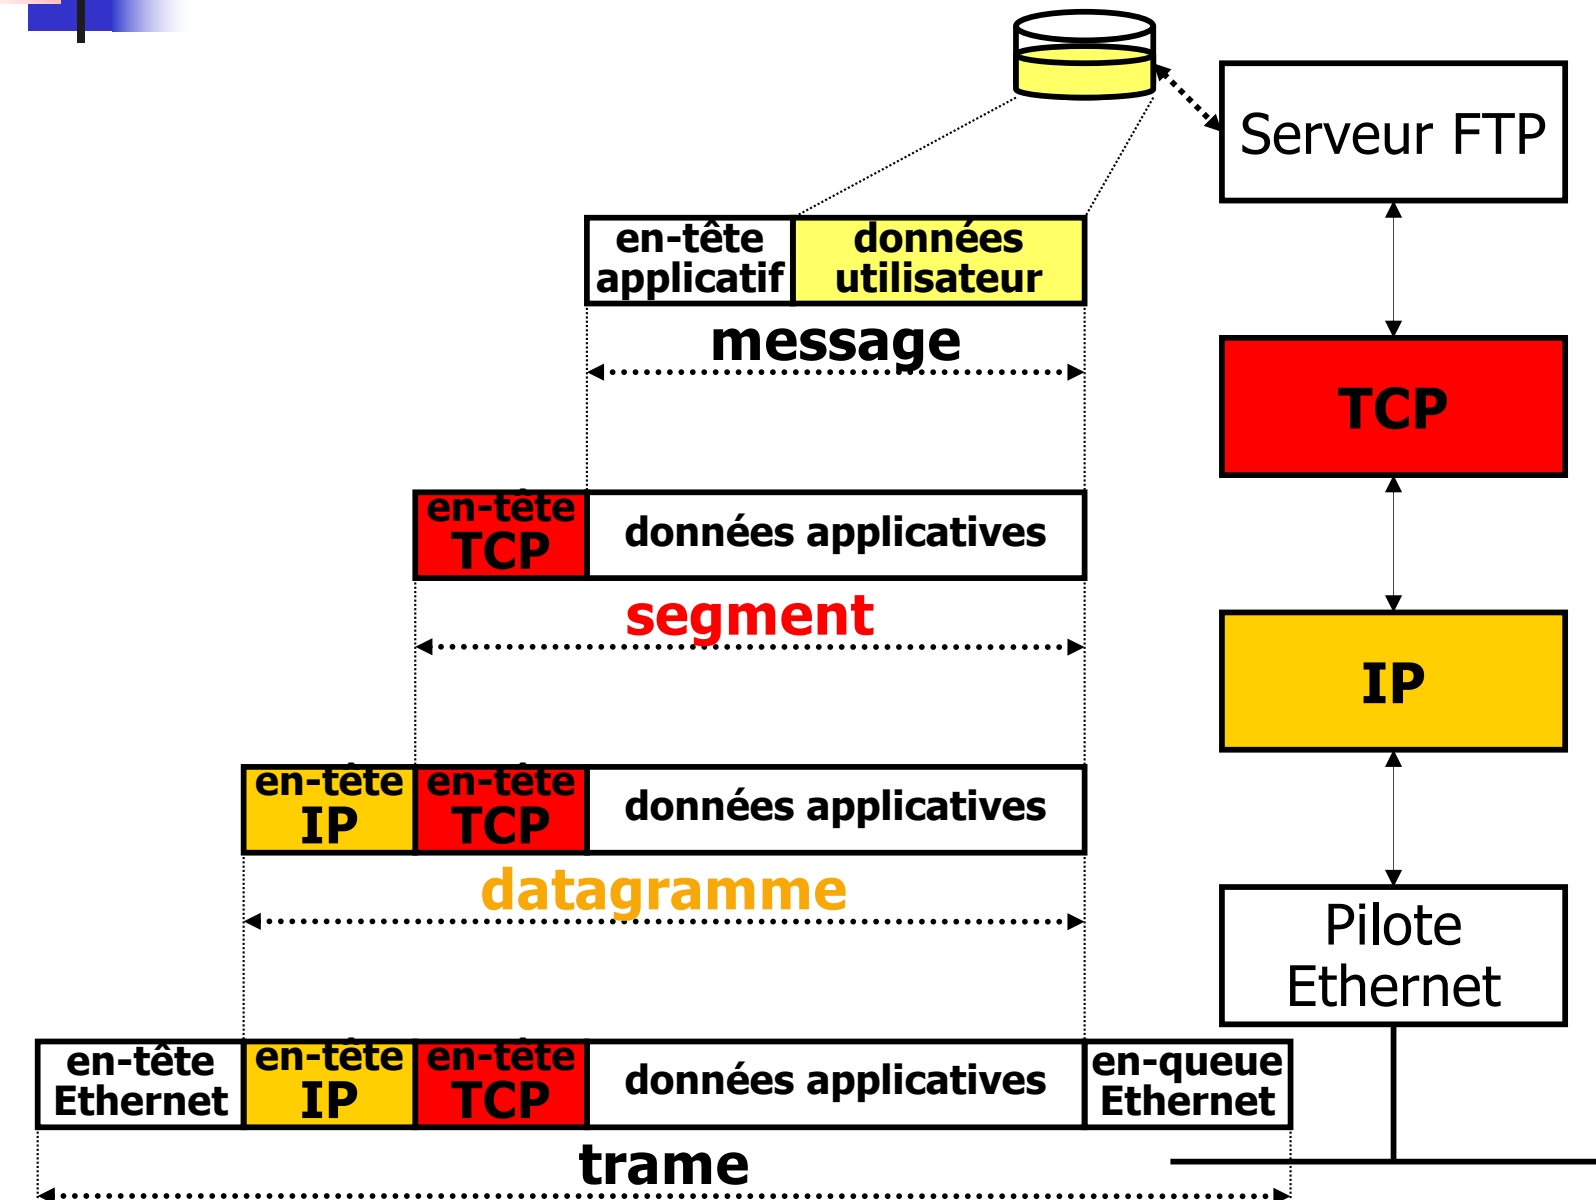 Serveur FTP
en-tête
applicatif
données
utilisateur
message
TCP
en-tête
TCP
données applicatives
segment
IP
en-tête
IP
en-tête
TCP
données applicatives
datagramme
Pilote
Ethernet
en-tête
Ethernet
en-tête
IP
en-tête
TCP
données applicatives
en-queue
Ethernet
trame